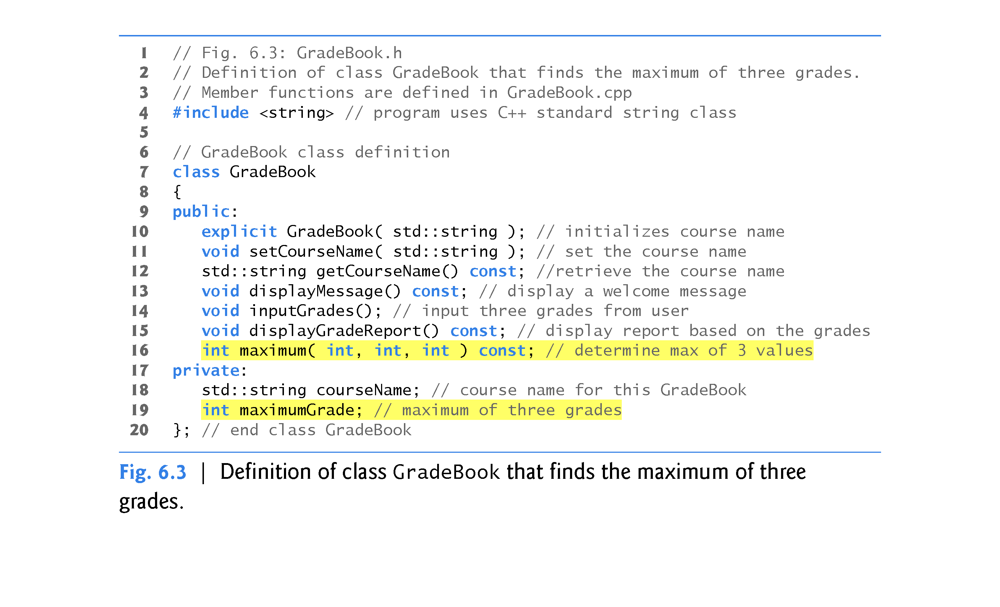 1 // Fig. 6.3: GradeBook.h
2 // Definition of class GradeBook that finds the maximum of three grades.
3 // Member functions are defined in GradeBook.cpp
4 #include <string> // program uses C++ standard string class
5
6 // GradeBook class definition
7 class GradeBook
8 {
9 public:
10    explicit GradeBook( std::string ); // initializes course name
11    void setCourseName( std::string ); // set the course name
12    std::string getCourseName() const; //retrieve the course name
13    void displayMessage() const; // display a welcome message
14    void inputGrades(); // input three grades from user
15    void displayGradeReport() const; // display report based on the grades
16    int maximum( int, int, int ) const; // determine max of 3 values
17 private:
18    std::string courseName; // course name for this GradeBook
19    int maximumGrade; // maximum of three grades
20 }; // end class GradeBook
Fig. 6.3 | Definition of class GradeBook that finds the maximum of three
grades.